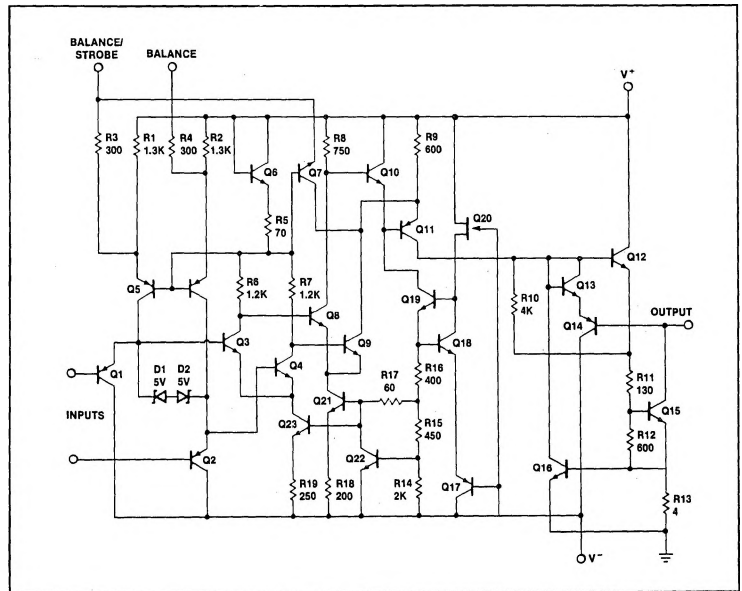 BALANCE/
STROBE
BALANCE
V+
R3
300
R1
1.3K
R4
300
R2
1.3K
Q6
Q7
R8
750
Q10
R9
600
Q20
R5
70
Q11
Q12
Q5
R6
1.2K
R7
1.2K
Q8
Q19
Q18
R10
4K
Q13
Q14
OUTPUT
Q3
Q9
Q4
Q1
D1
5V
D2
5V
R17
60
R16
400
R11
130
Q15
INPUTS
Q21
Q23
R15
450
R12
600
Q22
Q16
Q2
R19
250
R18
200
R14
2K
Q17
R13
4
V−